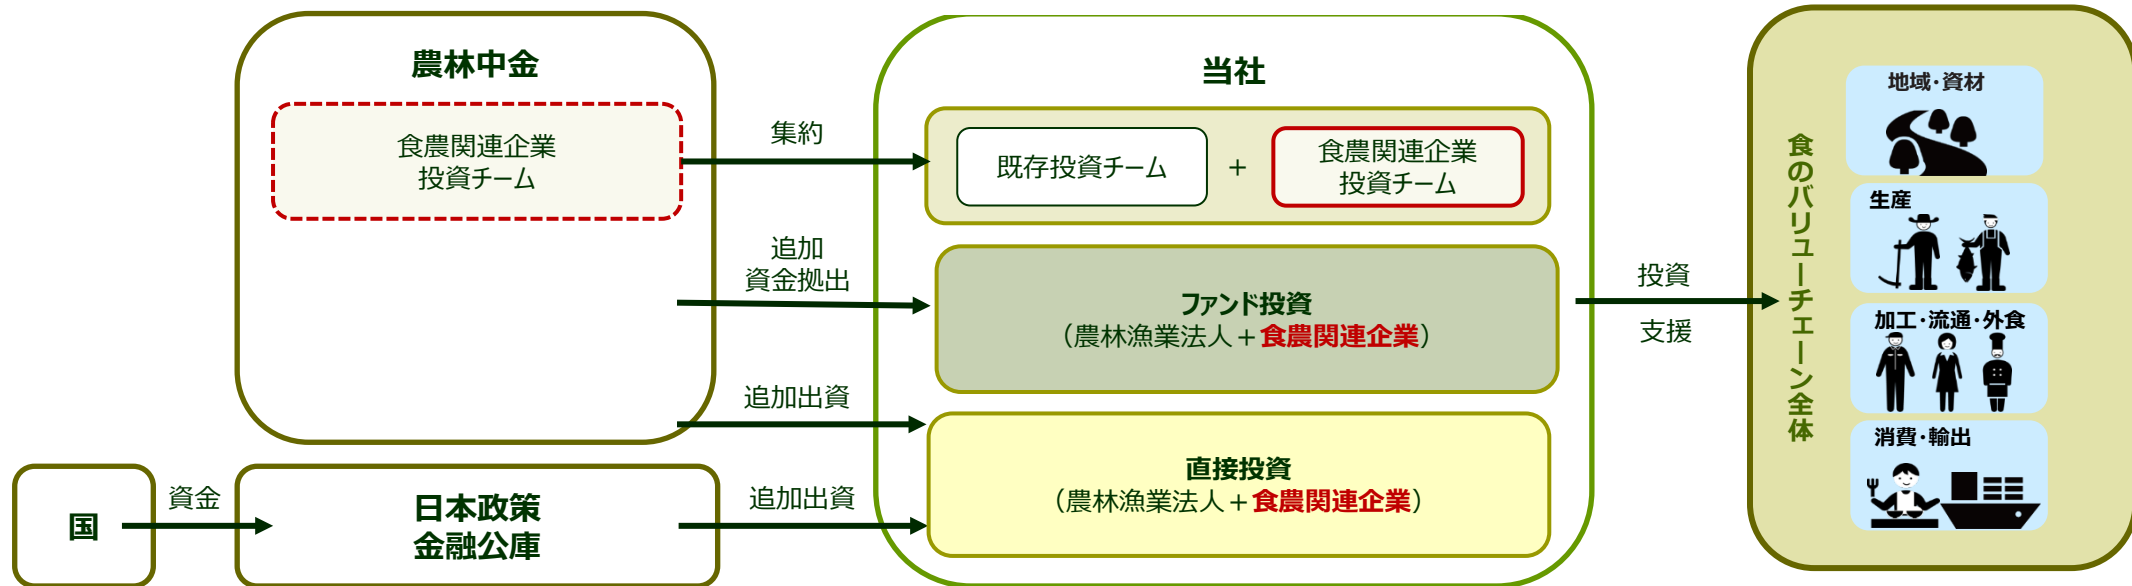 農林中金
食農関連企業
投資チーム
集約
追加
資金拠出
追加出資
国
資金
日本政策
金融公庫
追加出資
当社
既存投資チーム
+
食農関連企業
投資チーム
ファンド投資
（農林漁業法人+食農関連企業）
直接投資
（農林漁業法人+食農関連企業）
投資
支援
食のバリューチェーン全体
地域・資材
生産
加工・流通・外食
消費・輸出